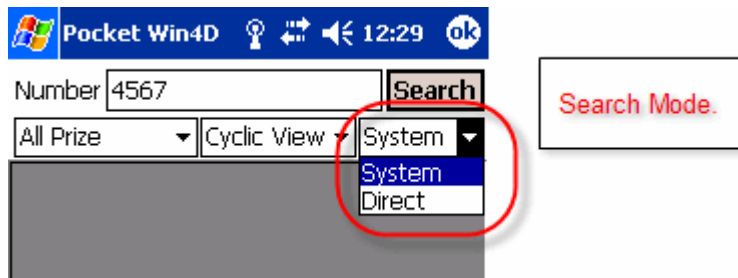 Pocket Win4D 12:29 ok
Number 4567 Search
Search Mode.
All Prize Cyclic View System
System
Direct